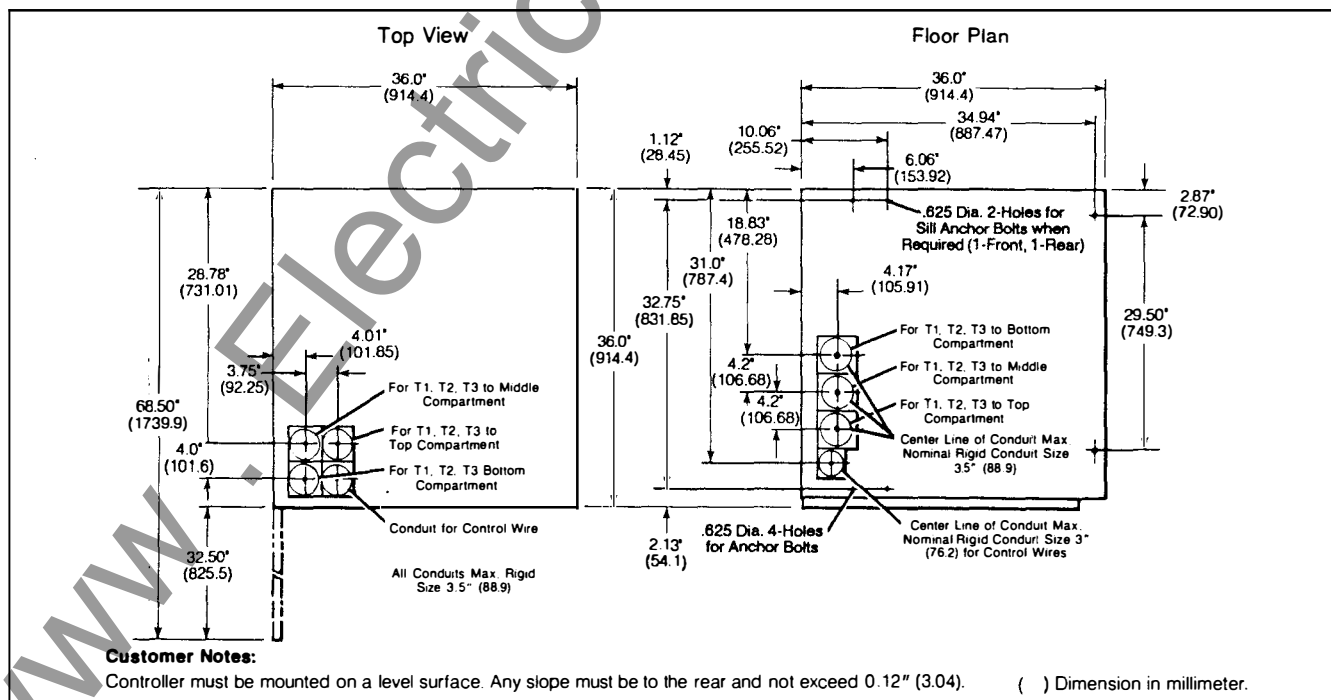 Top View
Floor Plan
36.0"
(914.4)
28.78"
(731.01)
68.50"
(1739.9)
4.0"
(101.6)
32.50"
(825.5)
3.75"
(92.25)
4.01"
(101.85)
36.0"
(914.4)
For T1, T2, T3 to Middle
Compartment
For T1, T2, T3 to
Top Compartment
For T1, T2, T3 Bottom
Compartment
Conduit for Control Wire
All Conduits Max. Rigid
Size 3.5" (88.9)
36.0"
(914.4)
34.94"
(887.47)
10.06"
(255.52)
6.06"
(153.92)
1.12"
(28.45)
2.87"
(72.90)
.625 Dia. 2-Holes for
Sill Anchor Bolts when
Required (1-Front, 1-Rear)
18.83"
(478.28)
31.0"
(787.4)
32.75"
(831.85)
4.17"
(105.91)
29.50"
(749.3)
4.2"
(106.68)
4.2"
(106.68)
For T1, T2, T3 to Bottom
Compartment
For T1, T2, T3 to Middle
Compartment
For T1, T2, T3 to Top
Compartment
Center Line of Conduit Max.
Nominal Rigid Conduit Size
3.5" (88.9)
.625 Dia. 4-Holes
for Anchor Bolts
2.13"
(54.1)
Center Line of Conduit Max.
Nominal Rigid Conduit Size 3"
(76.2) for Control Wires
Customer Notes:
Controller must be mounted on a level surface. Any slope must be to the rear and not exceed 0.12" (3.04).
( ) Dimension in millimeter.
www . Electric